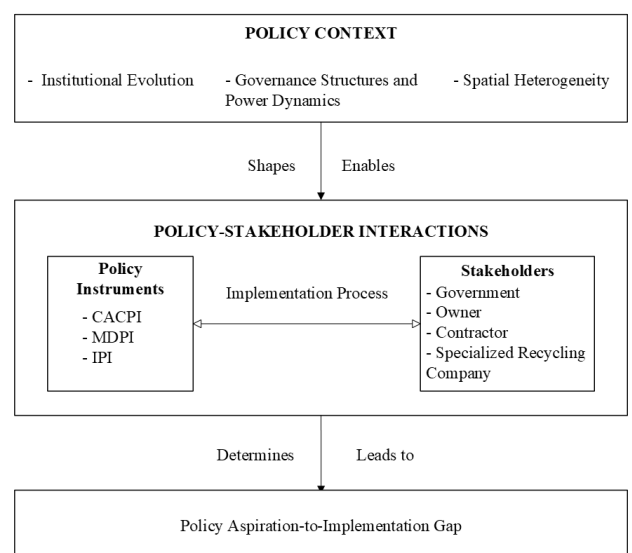 POLICY CONTEXT
- Institutional Evolution
- Governance Structures and
Power Dynamics
- Spatial Heterogeneity
Shapes
Enables
POLICY-STAKEHOLDER INTERACTIONS
Policy
Instruments
- CACPI
- MDPI
- IPI
Implementation Process
Stakeholders
- Government
- Owner
- Contractor
- Specialized Recycling
Company
Determines
Leads to
Policy Aspiration-to-Implementation Gap